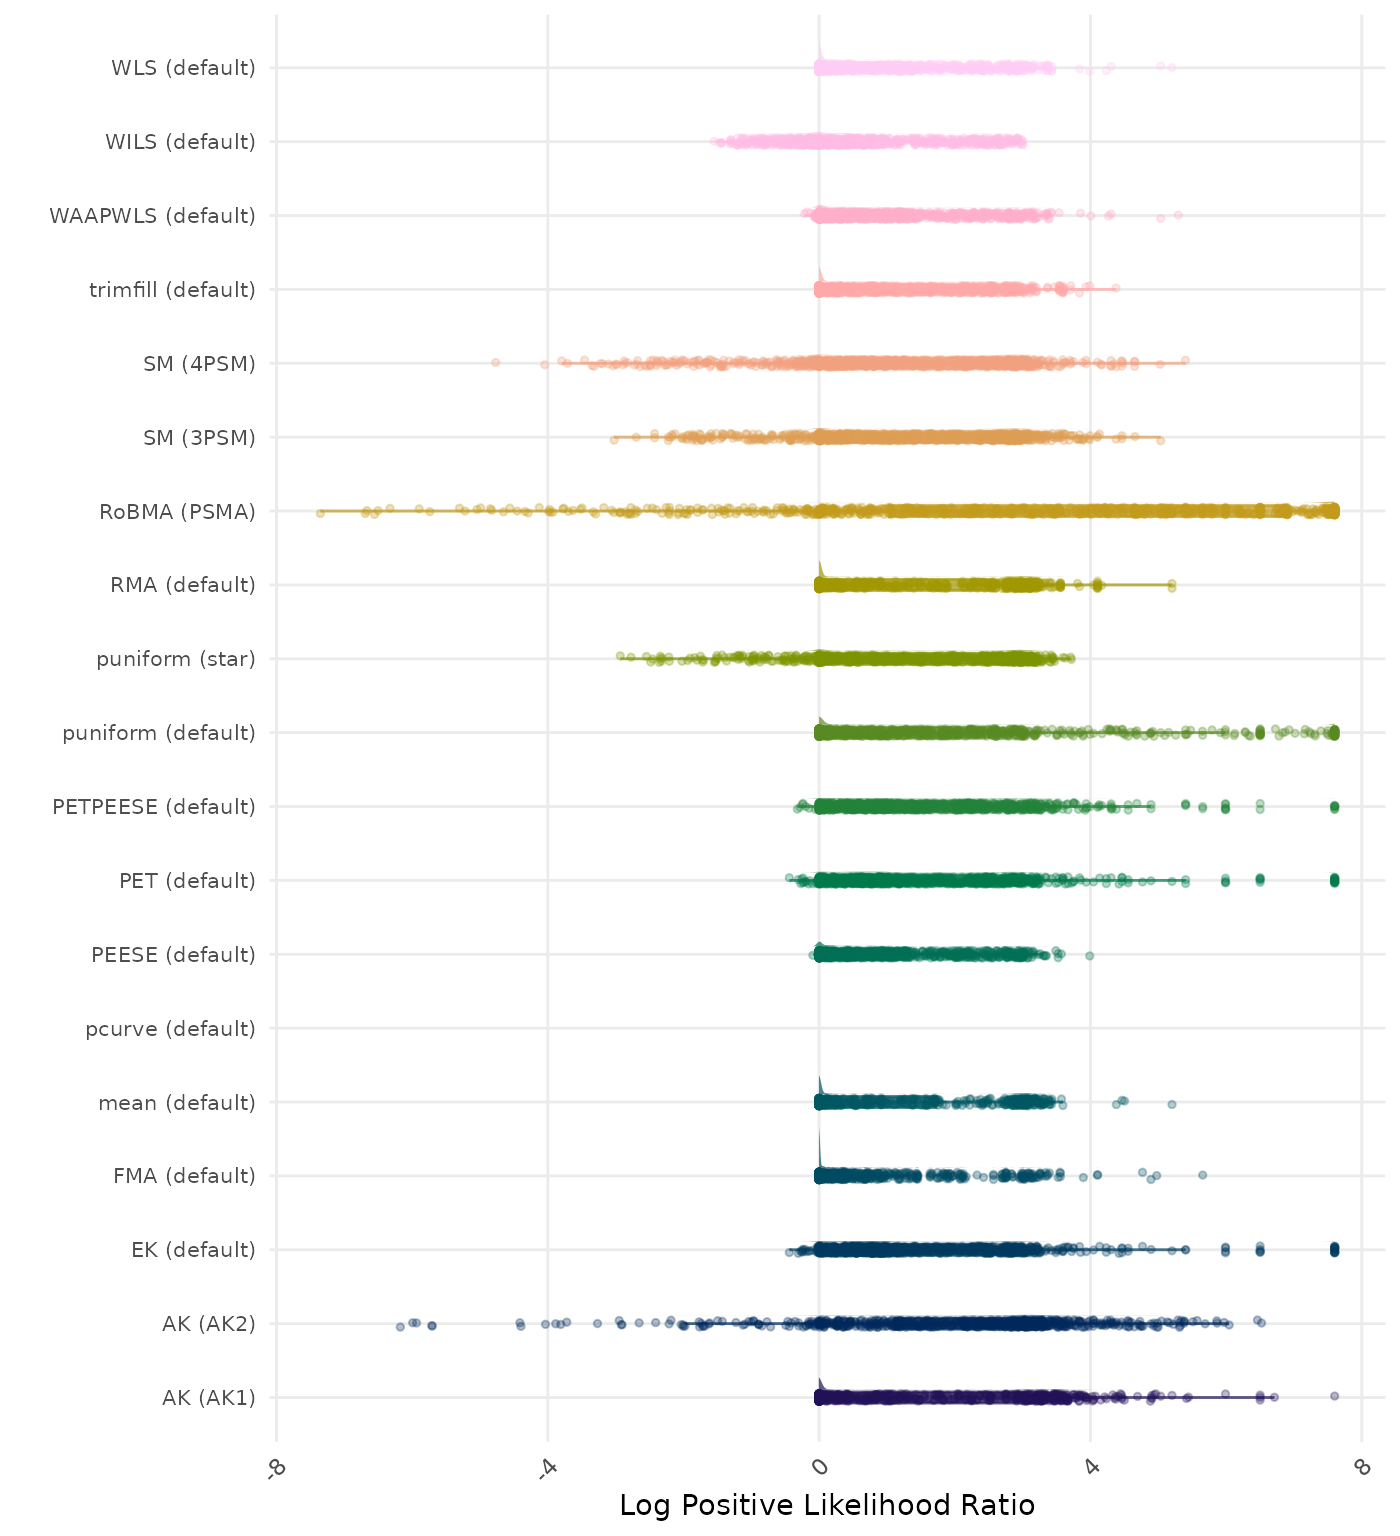 WLS (default)
WILS (default)
WAAPWLS (default)
trimfill (default)
SM (4PSM)
SM (3PSM)
RoBMA (PSMA)
RMA (default)
puniform (star)
puniform (default)
PETPEESE (default)
PET (default)
PEESE (default)
pcurve (default)
mean (default)
FMA (default)
EK (default)
AK (AK2)
AK (AK1)
-8 -4 0 4 8
Log Positive Likelihood Ratio